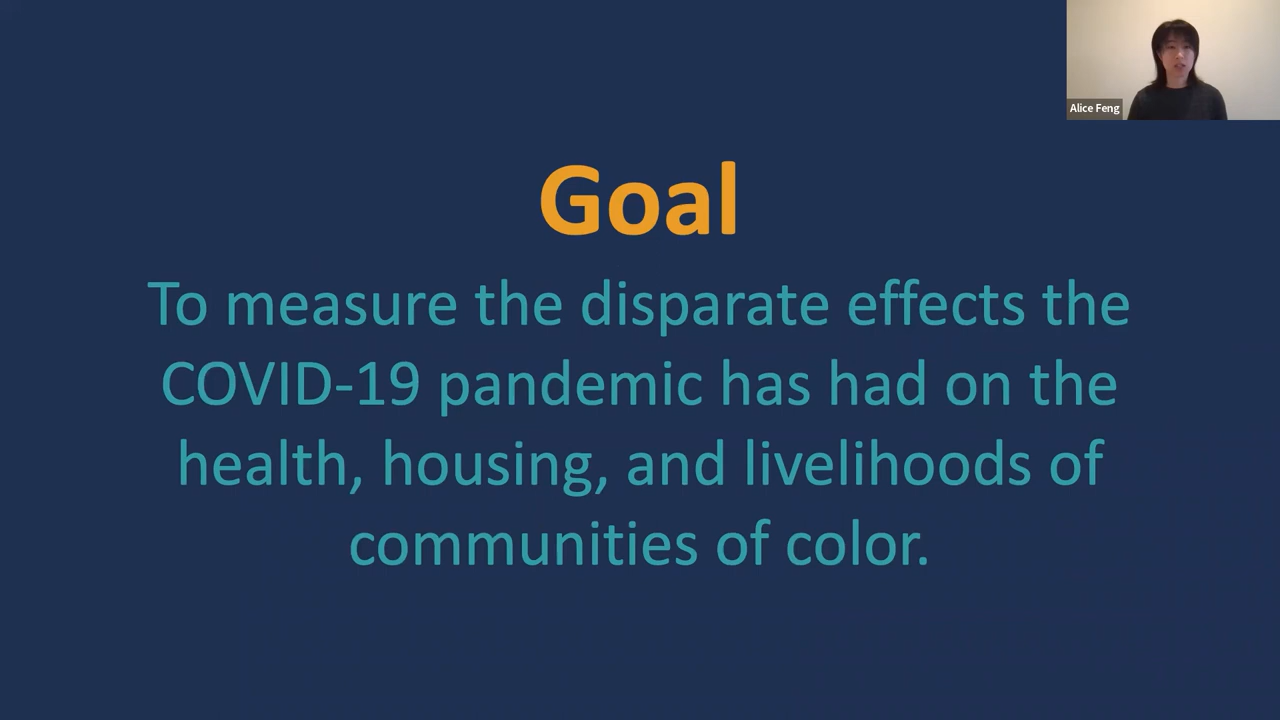 Alice Feng
Goal
To measure the disparate effects the
COVID-19 pandemic has had on the
health, housing, and livelihoods of
communities of color.